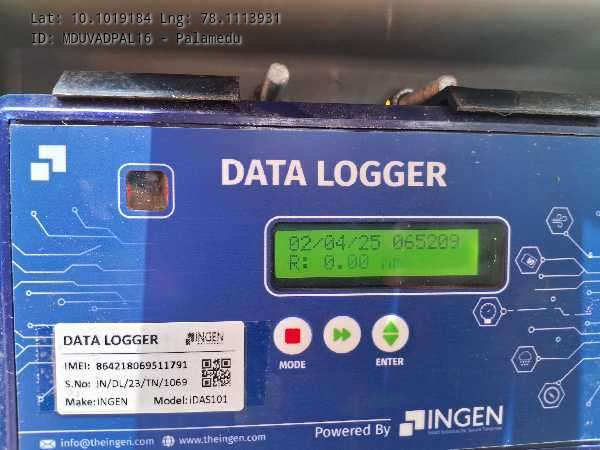 Lat: 10.1019184 Lng: 78.1113931
ID: MDUVADPAL16 - Palamedu
DATA LOGGER
02/04/25 065209
R: 0.00 mm
DATA LOGGER INGEN
IMEI: 864218069511791
S.No: IN/DL/23/TN/1069
Make: INGEN Model: iDAS101
MODE
ENTER
Powered By INGEN
info@theingen.com www.theingen.com